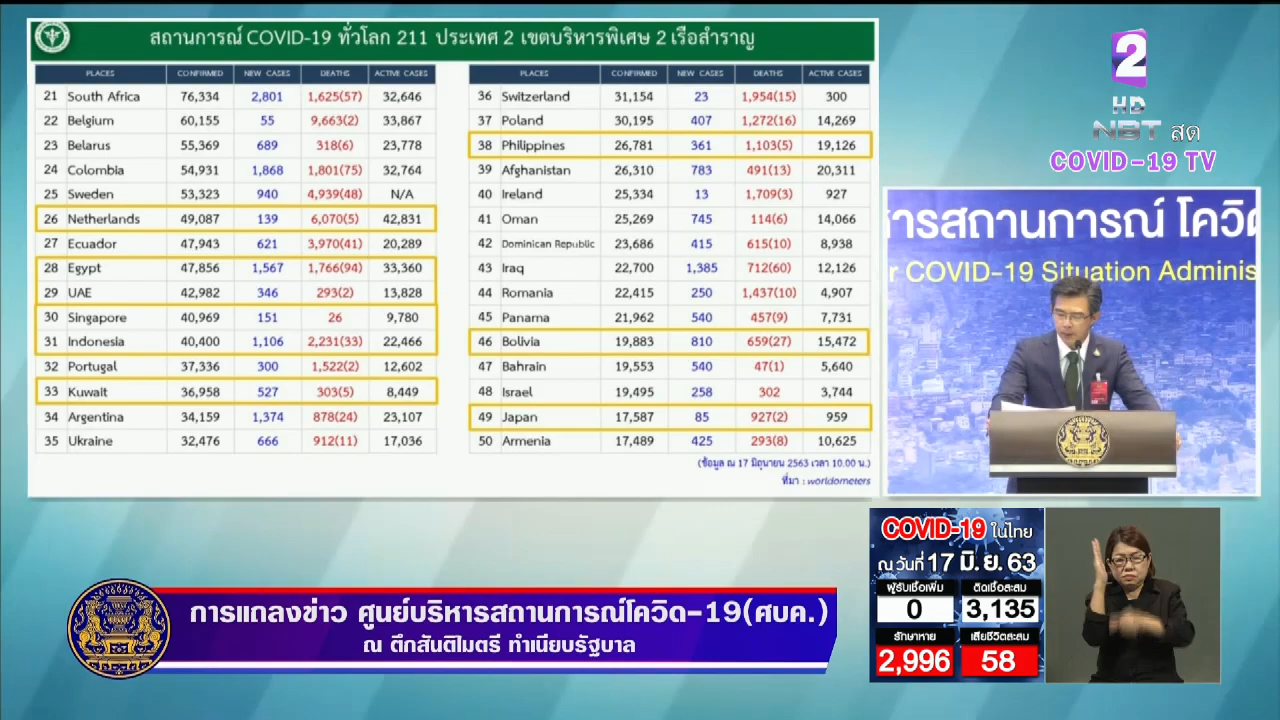 สถานการณ์ COVID-19 ทั่วโลก 211 ประเทศ 2 เขตบริหารพิเศษ 2 เรือสำราญ
PLACES CONFIRMED NEW CASES DEATHS ACTIVE CASES
21 South Africa 76,334 2,801 1,625(57) 32,646
22 Belgium 60,155 55 9,663(2) 33,867
23 Belarus 55,369 689 318(6) 23,778
24 Colombia 54,931 1,868 1,801(75) 32,764
25 Sweden 53,323 940 4,939(48) N/A
26 Netherlands 49,087 139 6,070(5) 42,831
27 Ecuador 47,943 621 3,970(41) 20,289
28 Egypt 47,856 1,567 1,766(94) 33,360
29 UAE 42,982 346 293(2) 13,828
30 Singapore 40,969 151 26 9,780
31 Indonesia 40,400 1,106 2,231(33) 22,466
32 Portugal 37,336 300 1,522(2) 12,602
33 Kuwait 36,958 527 303(5) 8,449
34 Argentina 34,159 1,374 878(24) 23,107
35 Ukraine 32,476 666 912(11) 17,036
PLACES CONFIRMED NEW CASES DEATHS ACTIVE CASES
36 Switzerland 31,154 23 1,954(15) 300
37 Poland 30,195 407 1,272(16) 14,269
38 Philippines 26,781 361 1,103(5) 19,126
39 Afghanistan 26,310 783 491(13) 20,311
40 Ireland 25,334 13 1,709(3) 927
41 Oman 25,269 745 114(6) 14,066
42 Dominican Republic 23,686 415 615(10) 8,938
43 Iraq 22,700 1,385 712(60) 12,126
44 Romania 22,415 250 1,437(10) 4,907
45 Panama 21,962 540 457(9) 7,731
46 Bolivia 19,883 810 659(27) 15,472
47 Bahrain 19,553 540 47(1) 5,640
48 Israel 19,495 258 302 3,744
49 Japan 17,587 85 927(2) 959
50 Armenia 17,489 425 293(8) 10,625
(ข้อมูล ณ 17 มิถุนายน 2563 เวลา 10.00 น.)
ที่มา : worldometers
2
HD
NBT สด
COVID-19 TV
ารสถานการณ์ โควิด
r COVID-19 Situation Adminis
COVID-19 ในไทย
ณ วันที่ 17 มิ.ย. 63
ผู้รับเชื้อเพิ่ม ติดเชื้อสะสม
0 3,135
รักษาหาย เสียชีวิตสะสม
2,996 58
การแถลงข่าว ศูนย์บริหารสถานการณ์โควิด-19(ศบค.)
ณ ตึกสันติไมตรี ทำเนียบรัฐบาล